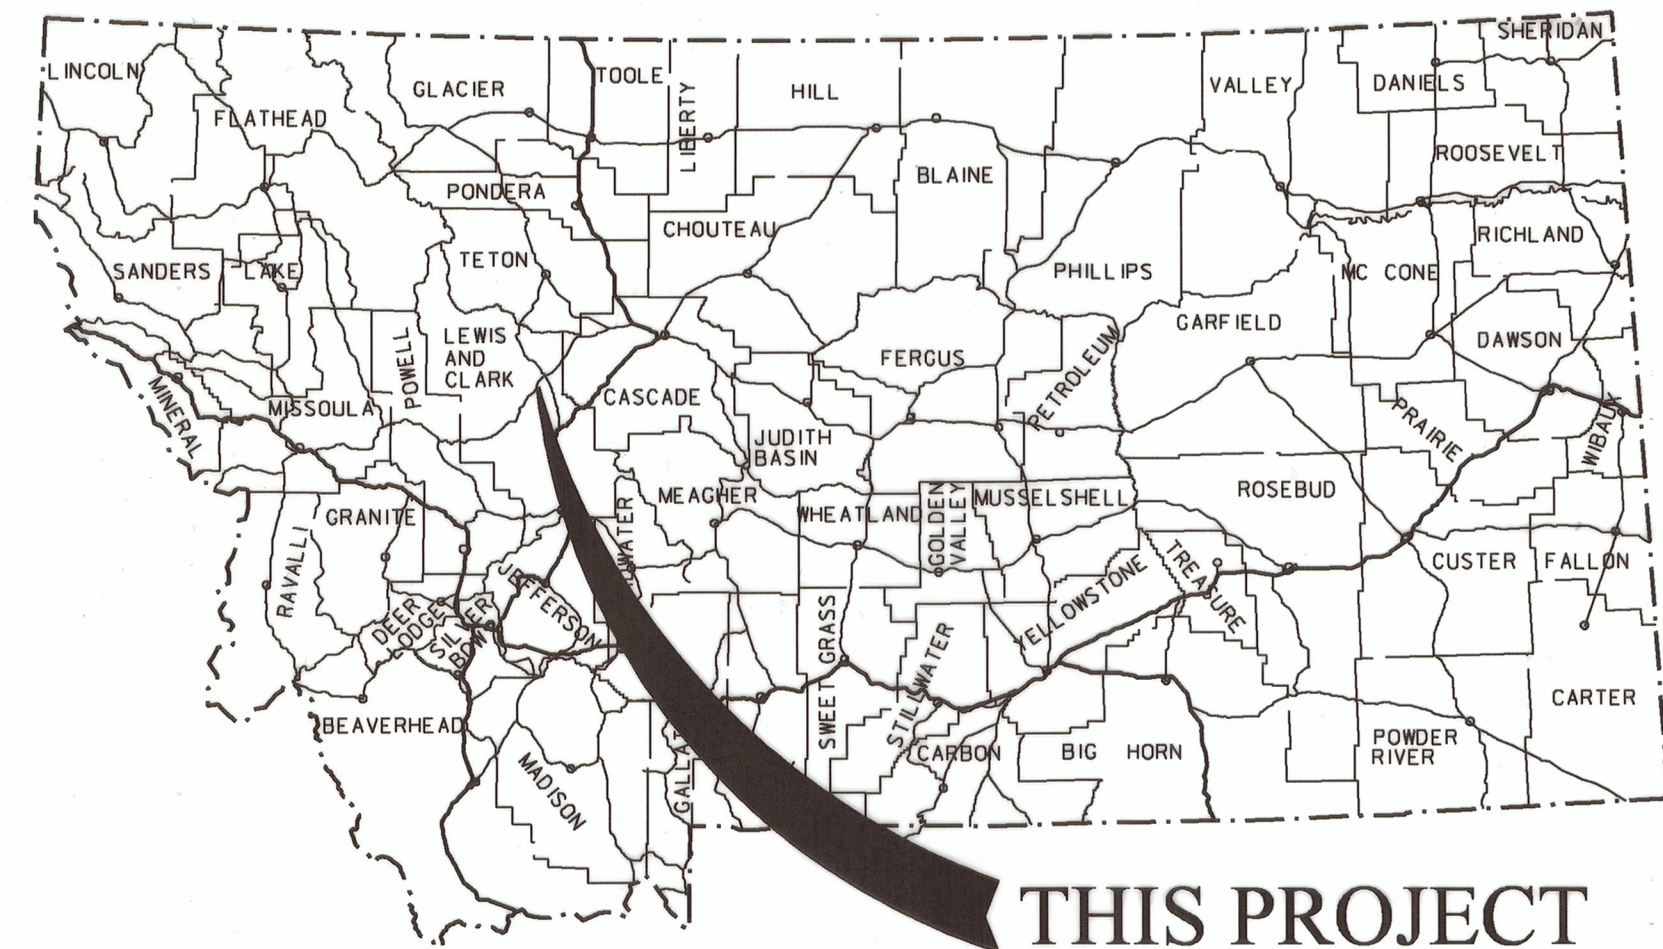 SHERIDAN
LINCOLN
GLACIER
TOOLE
LIBERTY
HILL
VALLEY
DANIELS
FLATHEAD
ROOSEVELT
PONDERA
BLAINE
CHOUTEAU
RICHLAND
SANDERS
LAKE
TETON
PHILLIPS
MC CONE
GARFIELD
LEWIS
AND
CLARK
POWELL
FERGUS
PETROLEUM
DAWSON
MINERAL
MISSOULA
CASCADE
JUDITH
BASIN
PRAIRIE
WIBAUX
MEAGHER
GOLDEN
VALLEY
MUSSELSHELL
ROSEBUD
GRANITE
WHEATLAND
WATER
RAVALLI
JEFFERSON
DEER
LODGE
SILVER
BOW
YELLOWSTONE
TREASURE
CUSTER
FALLON
SWEET GRASS
STILLWATER
CARTER
BEAVERHEAD
MADISON
GALLAT
CARBON
BIG HORN
POWDER
RIVER
THIS PROJECT